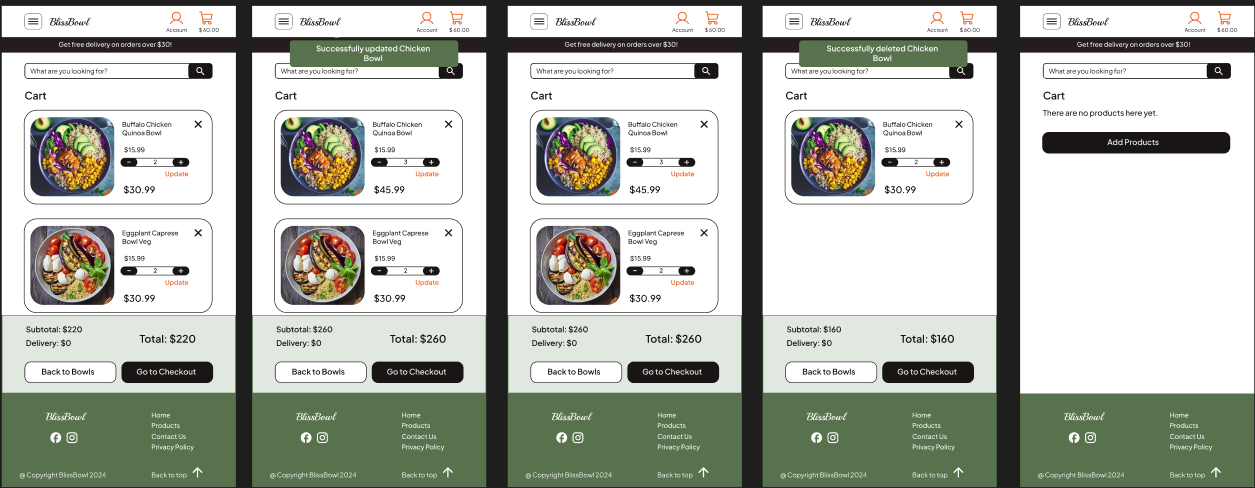 BlissBowl
Account
$ 60.00
Get free delivery on orders over $30!
What are you looking for?
Cart
Buffalo Chicken
Quinoa Bowl
$15.99
- 2 +
Update
$30.99
Eggplant Caprese
Bowl Veg
$15.99
- 2 +
Update
$30.99
Subtotal: $220
Delivery: $0
Total: $220
Back to Bowls
Go to Checkout
BlissBowl
Home
Products
Contact Us
Privacy Policy
@ Copyright BlissBowl 2024
Back to top
BlissBowl
Account
$ 60.00
Successfully updated Chicken
Bowl
What are you looking for?
Cart
Buffalo Chicken
Quinoa Bowl
$15.99
- 3 +
Update
$45.99
Eggplant Caprese
Bowl Veg
$15.99
- 2 +
Update
$30.99
Subtotal: $260
Delivery: $0
Total: $260
Back to Bowls
Go to Checkout
BlissBowl
Home
Products
Contact Us
Privacy Policy
@ Copyright BlissBowl 2024
Back to top
BlissBowl
Account
$ 60.00
Get free delivery on orders over $30!
What are you looking for?
Cart
Buffalo Chicken
Quinoa Bowl
$15.99
- 3 +
Update
$45.99
Eggplant Caprese
Bowl Veg
$15.99
- 2 +
Update
$30.99
Subtotal: $260
Delivery: $0
Total: $260
Back to Bowls
Go to Checkout
BlissBowl
Home
Products
Contact Us
Privacy Policy
@ Copyright BlissBowl 2024
Back to top
BlissBowl
Account
$ 60.00
Successfully deleted Chicken
Bowl
What are you looking for?
Cart
Buffalo Chicken
Quinoa Bowl
$15.99
- 2 +
Update
$30.99
Subtotal: $160
Delivery: $0
Total: $160
Back to Bowls
Go to Checkout
BlissBowl
Home
Products
Contact Us
Privacy Policy
@ Copyright BlissBowl 2024
Back to top
BlissBowl
Account
$ 60.00
Get free delivery on orders over $30!
What are you looking for?
Cart
There are no products here yet.
Add Products
BlissBowl
Home
Products
Contact Us
Privacy Policy
@ Copyright BlissBowl 2024
Back to top